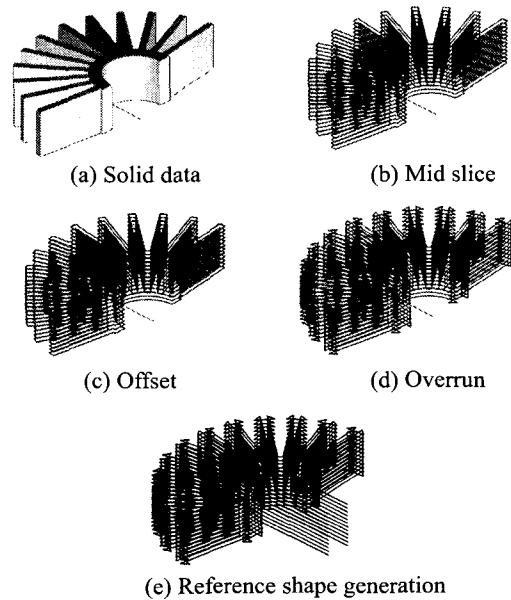 (a) Solid data
(b) Mid slice
(c) Offset
(d) Overrun
(e) Reference shape generation